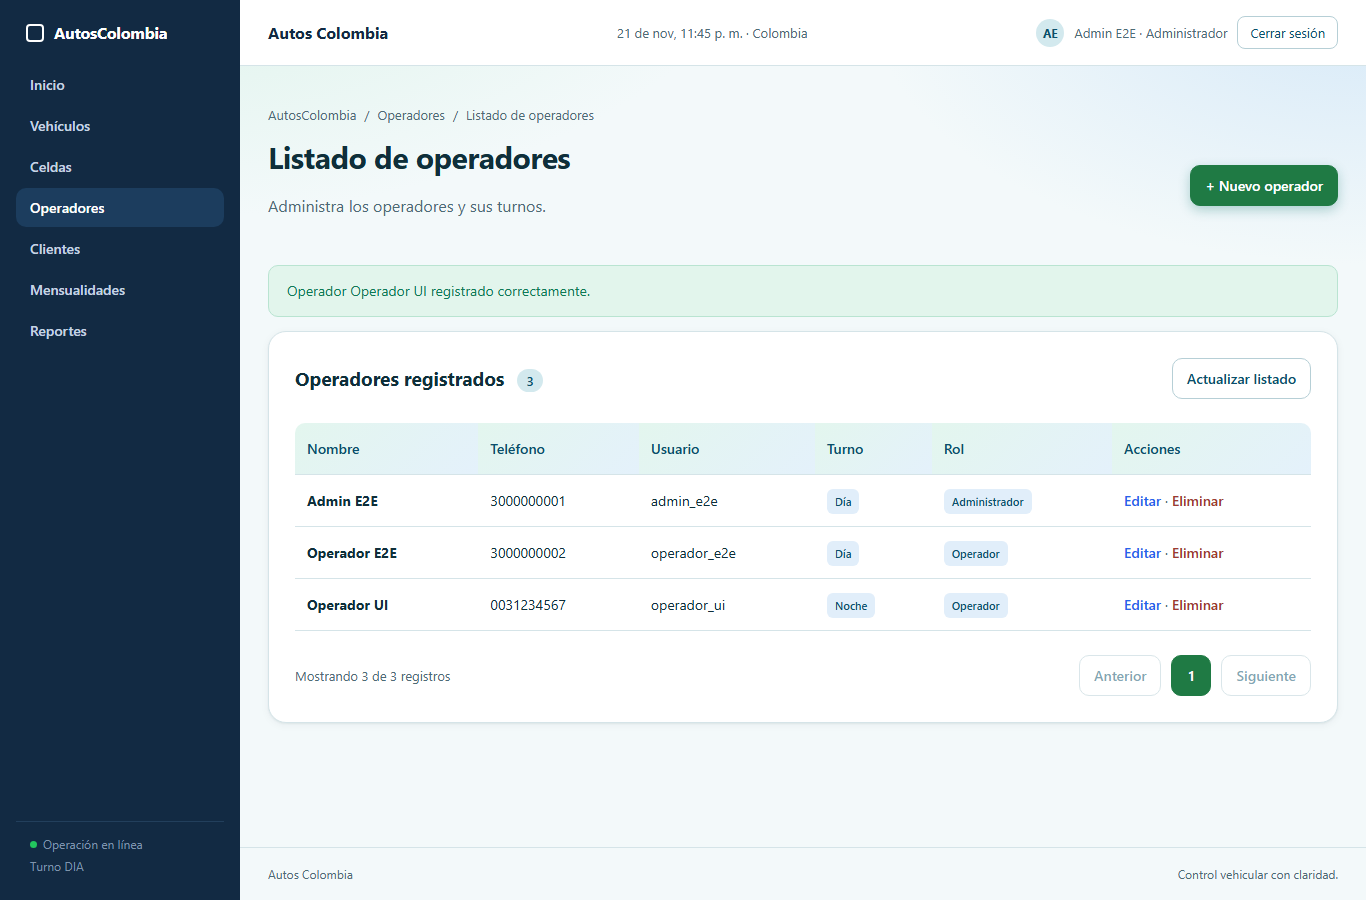 AutosColombia
Inicio
Vehículos
Celdas
Operadores
Clientes
Mensualidades
Reportes
Operación en línea
Turno DIA
Autos Colombia
21 de nov, 11:45 p. m. · Colombia
AE
Admin E2E · Administrador
Cerrar sesión
AutosColombia / Operadores / Listado de operadores
Listado de operadores
Administra los operadores y sus turnos.
+ Nuevo operador
Operador Operador UI registrado correctamente.
Operadores registrados 3
Actualizar listado
Nombre Teléfono Usuario Turno Rol Acciones
Admin E2E 3000000001 admin_e2e Día Administrador Editar · Eliminar
Operador E2E 3000000002 operador_e2e Día Operador Editar · Eliminar
Operador UI 0031234567 operador_ui Noche Operador Editar · Eliminar
Mostrando 3 de 3 registros
Anterior 1 Siguiente
Autos Colombia
Control vehicular con claridad.